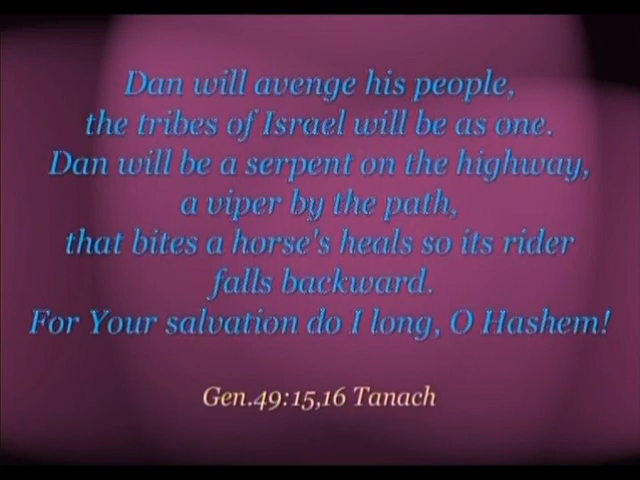 Dan will avenge his people,
the tribes of Israel will be as one.
Dan will be a serpent on the highway,
a viper by the path,
that bites a horse's heals so its rider
falls backward.
For Your salvation do I long, O Hashem!
Gen.49:15,16 Tanach